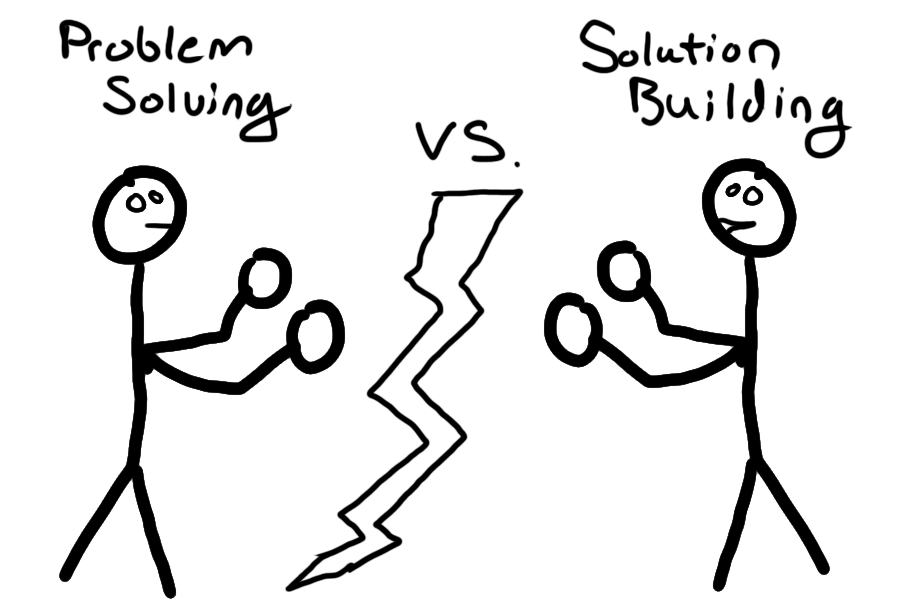 Problem
Solving
vs.
Solution
Building